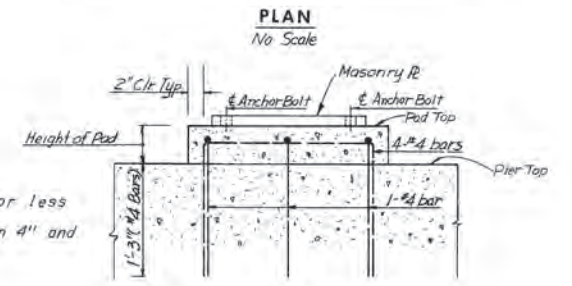 PLAN
No Scale
Masonry ℞
2" Clr Typ.
℄ Anchor Bolt
℄ Anchor Bolt
Pad Top
Height of Pad
4-#4 bars
Pier Top
or less
1-#4 bar
n 4" and
1'-3" (#4 Bars)